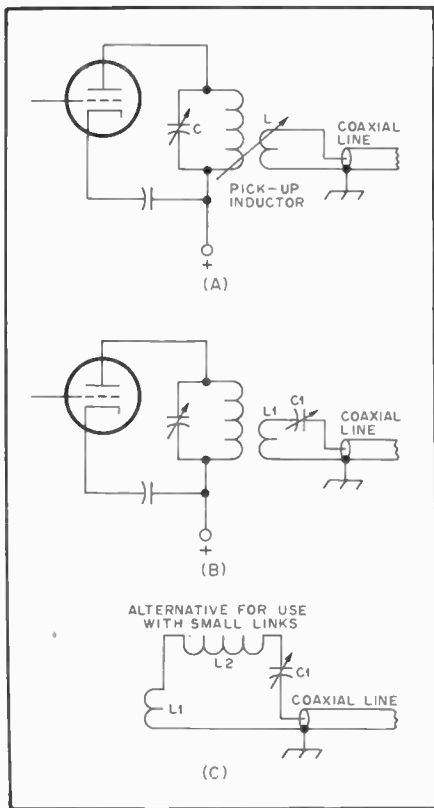 C
L
COAXIAL
LINE
PICK-UP
INDUCTOR
+
(A)
L1
C1
COAXIAL
LINE
+
(B)
ALTERNATIVE FOR USE
WITH SMALL LINKS
L2
C1
L1
COAXIAL LINE
(C)